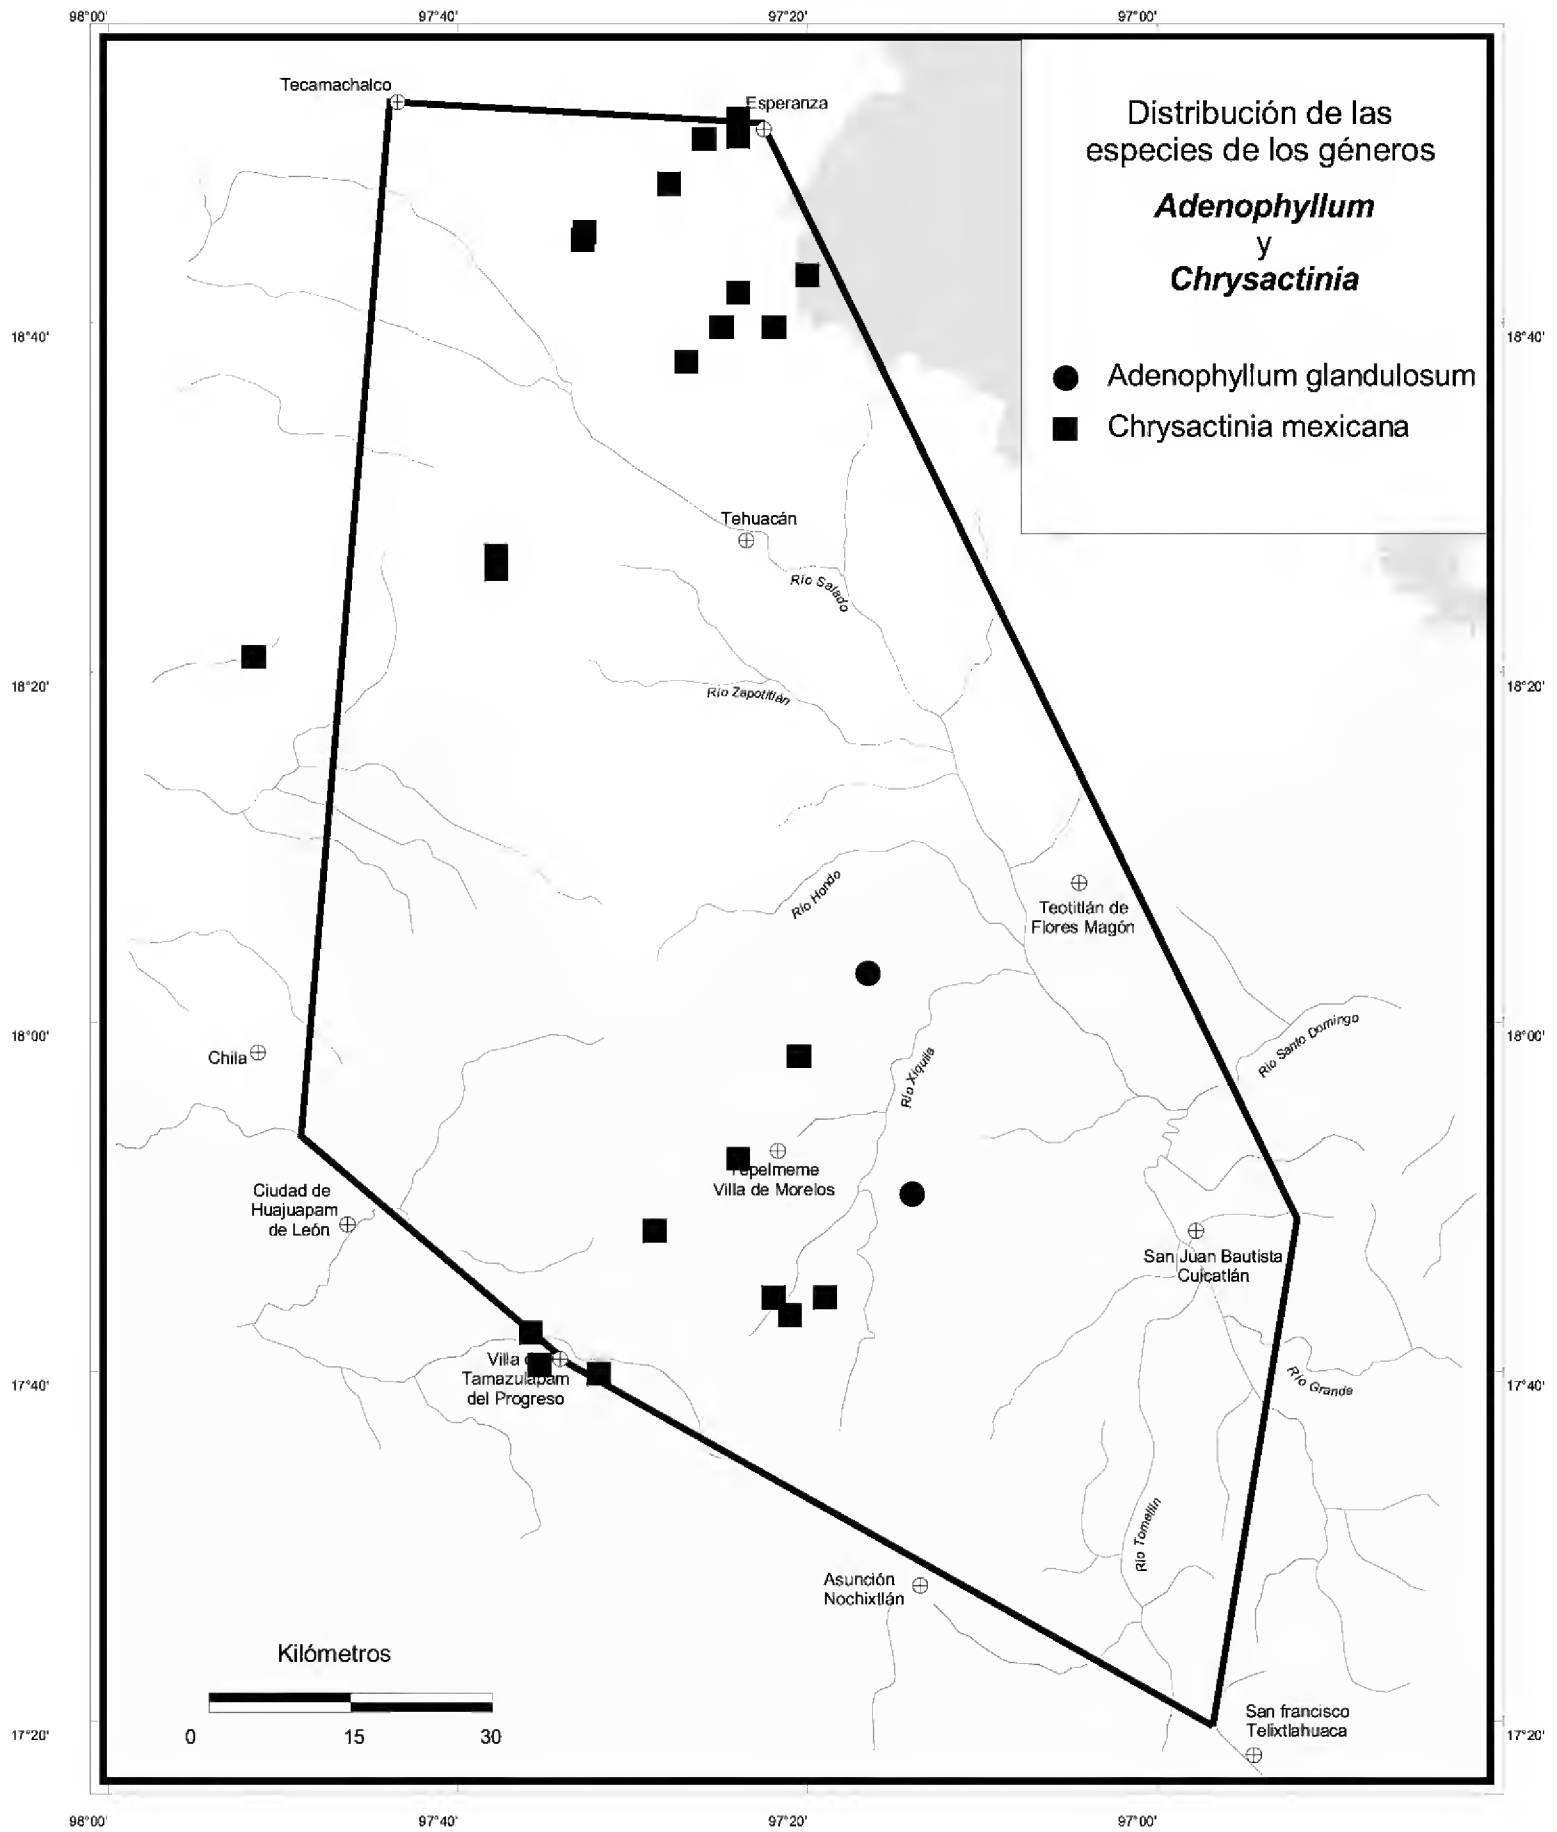 98°00'
97°40'
97°20'
97°00'
Tecamachalco
Esperanza
Distribución de las
especies de los géneros
Adenophyllum
y
Chrysactinia
18°40'
18°40'
Adenophyllum glandulosum
Chrysactinia mexicana
Tehuacán
Río Salado
18°20'
18°20'
Río Zapotitlán
Río Hondo
Teotitlán de
Flores Magón
18°00'
18°00'
Chila
Río Xiquila
Río Santo Domingo
Tepelmeme
Villa de Morelos
Ciudad de
Huajuapam
de León
San Juan Bautista
Cuicatlán
Villa
Tamazulapam
del Progreso
17°40'
17°40'
Río Grande
Río Tomellín
Asunción
Nochixtlán
Kilómetros
0 15 30
San francisco
Telixtlahuaca
17°20'
17°20'
98°00'
97°40'
97°20'
97°00'